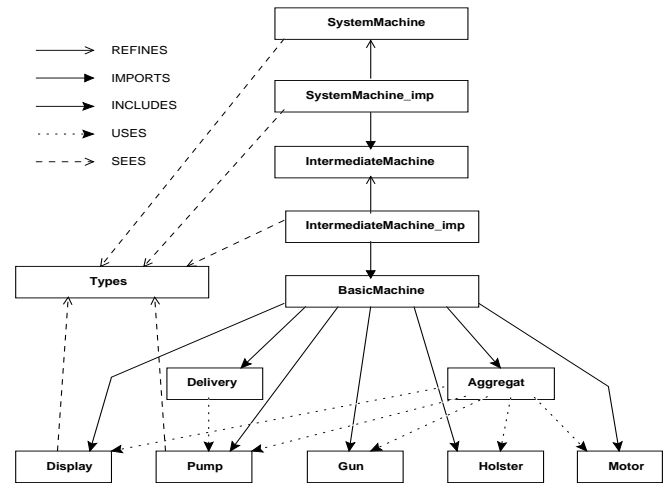 SystemMachine
REFINES
IMPORTS
SystemMachine_imp
INCLUDES
USES
IntermediateMachine
SEES
IntermediateMachine_imp
Types
BasicMachine
Delivery
Aggregat
Display
Pump
Gun
Holster
Motor